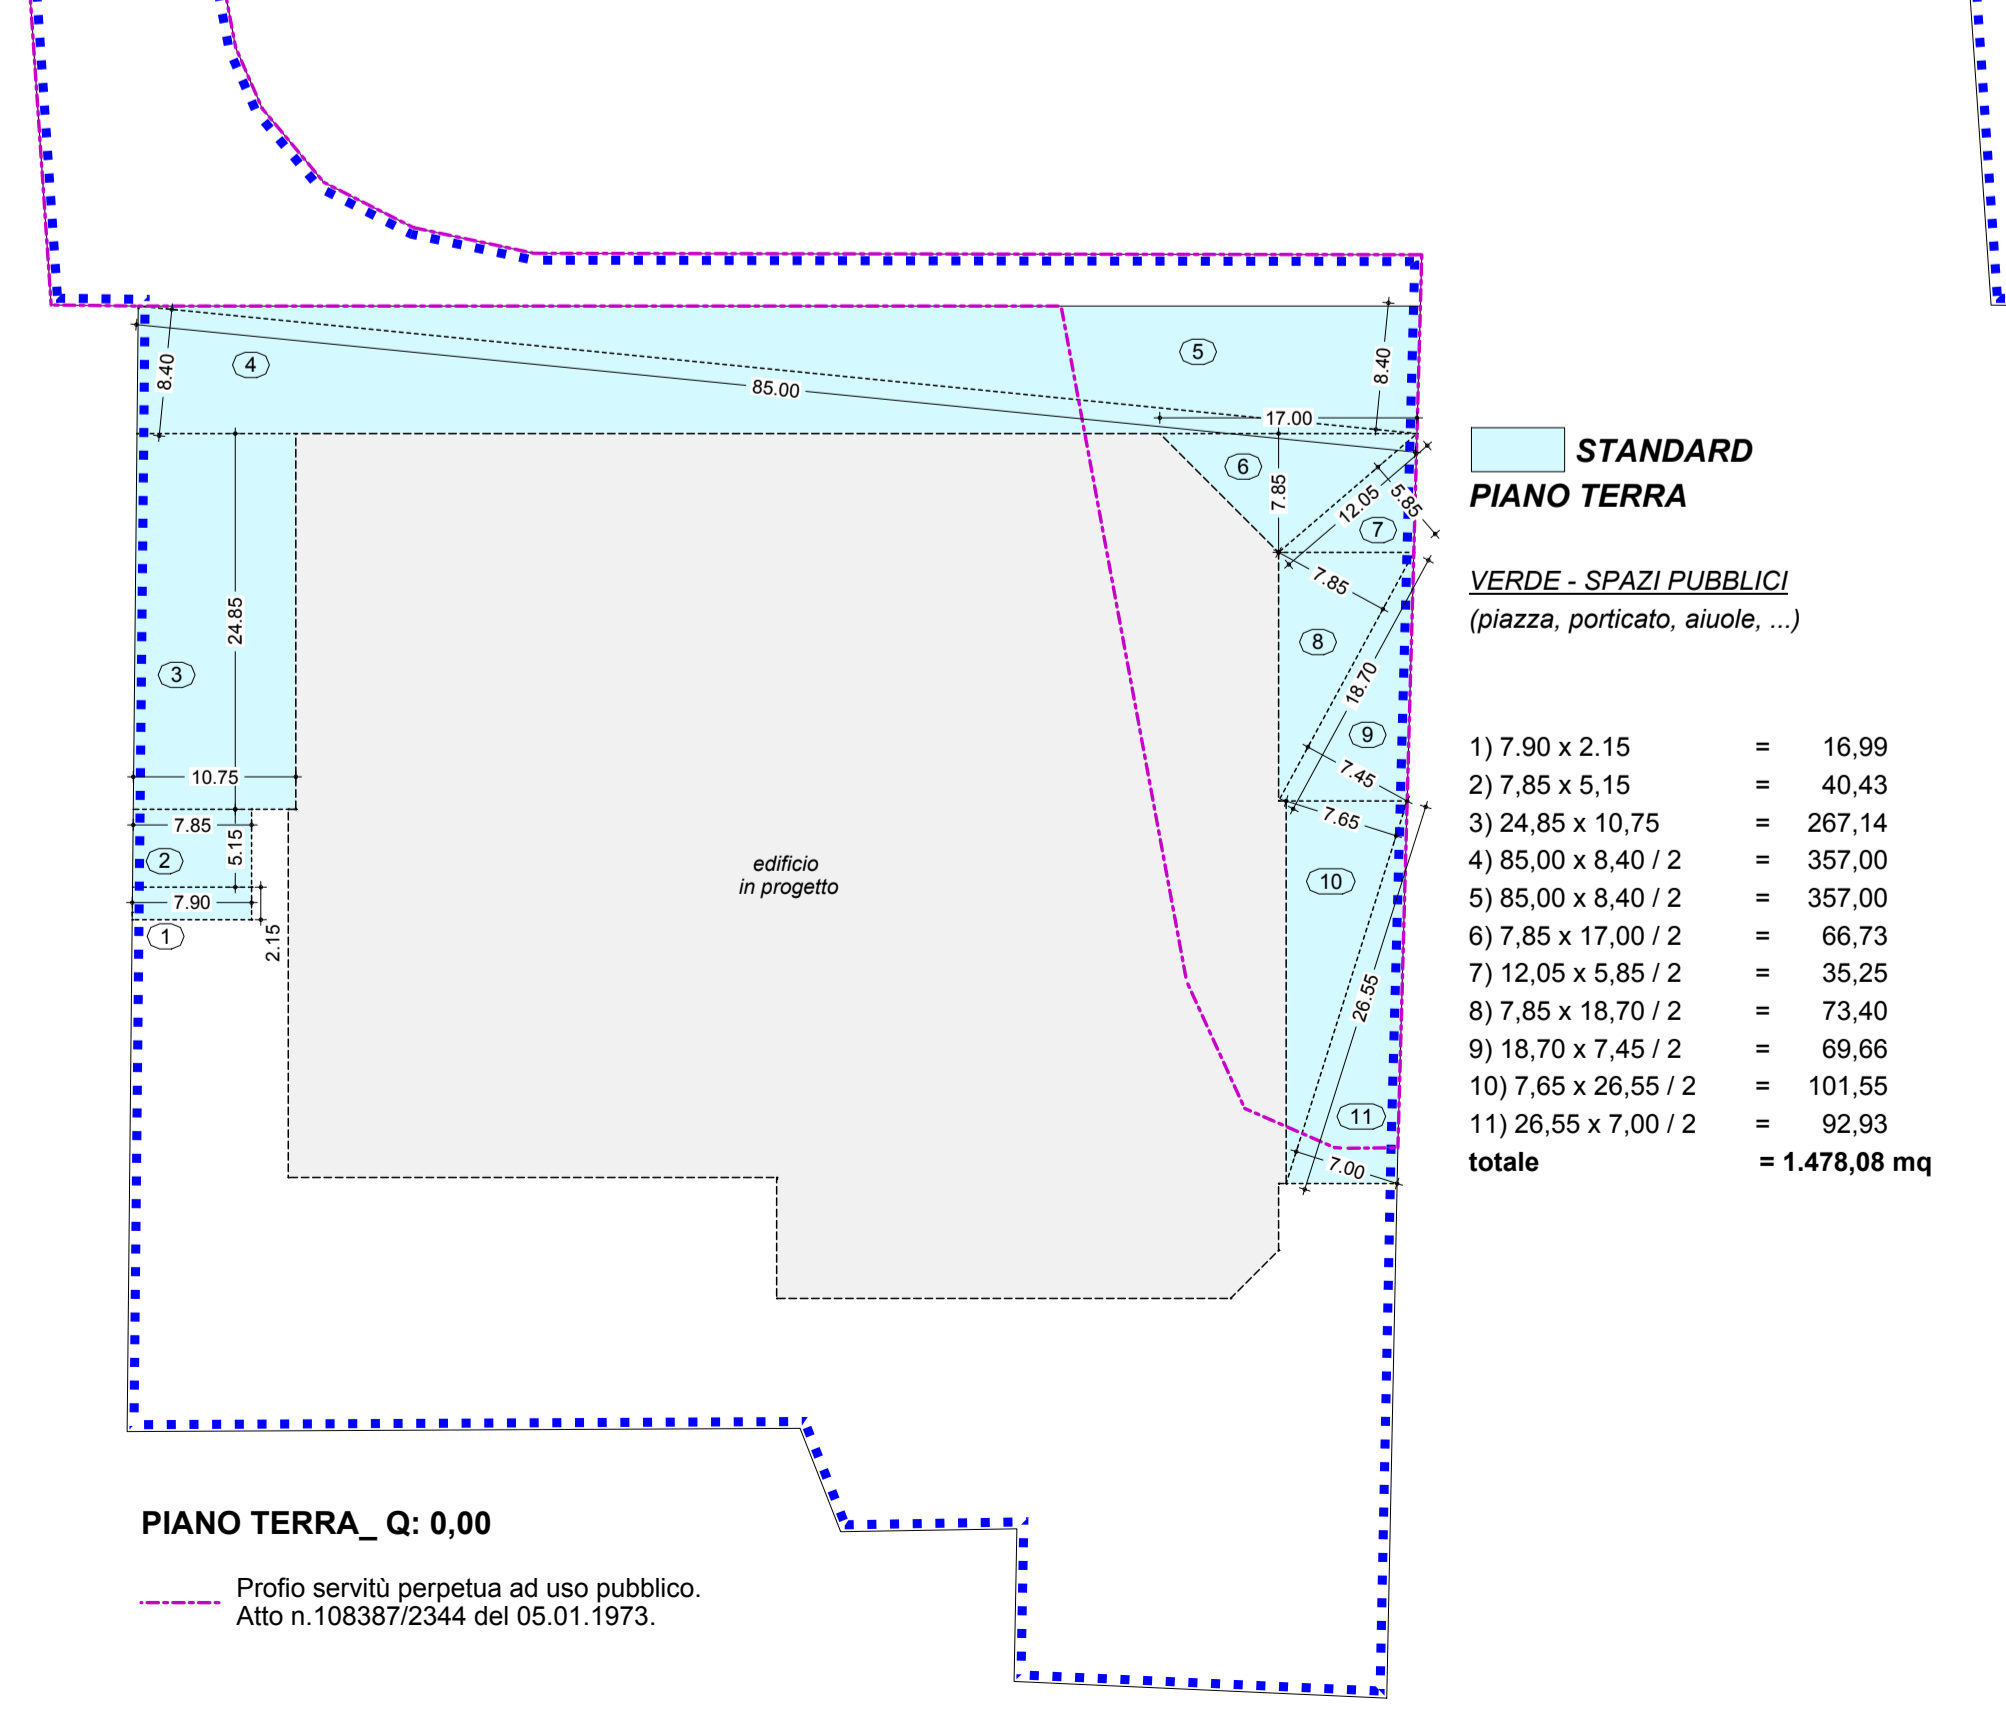 4
8.40
85.00
5
8.40
17.00
6
7.85
12.05
5.85
7
7.85
8
18.70
9
7.45
7.65
10
26.55
11
7.00
24.85
3
10.75
7.85
5.15
2
7.90
1
2.15
edificio
in progetto
STANDARD
PIANO TERRA
VERDE - SPAZI PUBBLICI
(piazza, porticato, aiuole, ...)
1) 7.90 x 2.15 = 16,99
2) 7,85 x 5,15 = 40,43
3) 24,85 x 10,75 = 267,14
4) 85,00 x 8,40 / 2 = 357,00
5) 85,00 x 8,40 / 2 = 357,00
6) 7,85 x 17,00 / 2 = 66,73
7) 12,05 x 5,85 / 2 = 35,25
8) 7,85 x 18,70 / 2 = 73,40
9) 18,70 x 7,45 / 2 = 69,66
10) 7,65 x 26,55 / 2 = 101,55
11) 26,55 x 7,00 / 2 = 92,93
totale = 1.478,08 mq
PIANO TERRA_ Q: 0,00
Profio servitù perpetua ad uso pubblico.
Atto n.108387/2344 del 05.01.1973.